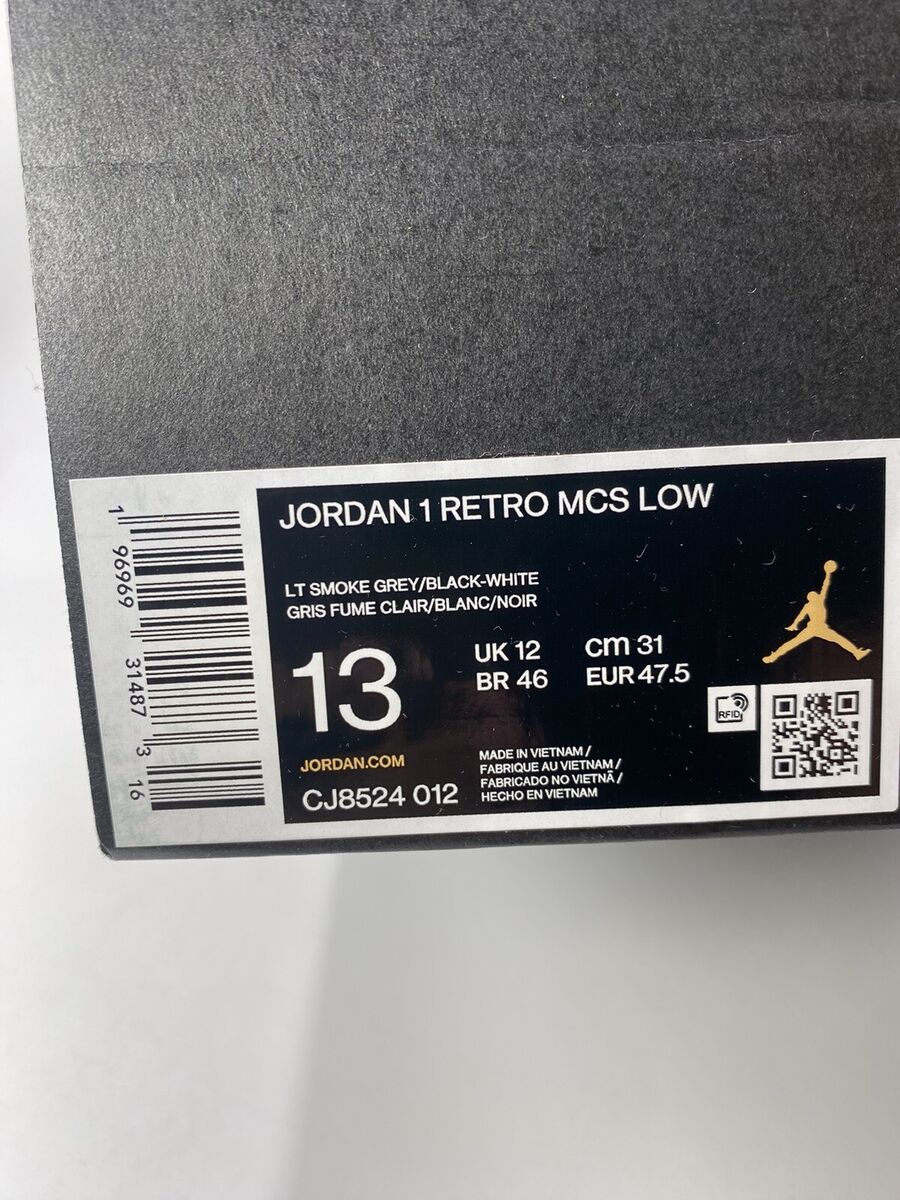 JORDAN 1 RETRO MCS LOW
LT SMOKE GREY/BLACK-WHITE
GRIS FUME CLAIR/BLANC/NOIR
13
UK 12
BR 46
cm 31
EUR 47.5
RFID
JORDAN.COM
CJ8524 012
MADE IN VIETNAM /
FABRIQUE AU VIETNAM /
FABRICADO NO VIETNÃ /
HECHO EN VIETNAM
1 96969 31487 3 16